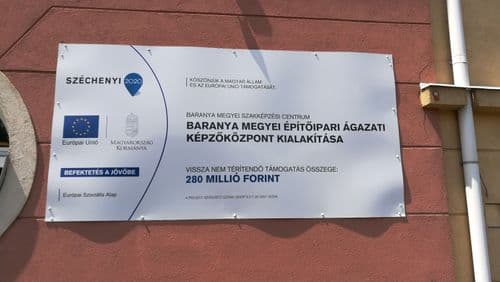 SZÉCHENYI 2020
KÖSZÖNJÜK A MAGYAR ÁLLAM
ÉS AZ EURÓPAI UNIÓ TÁMOGATÁSÁT.
Európai Unió
MAGYARORSZÁG
KORMÁNYA
BEFEKTETÉS A JÖVŐBE
Európai Szociális Alap
BARANYA MEGYEI SZAKKÉPZÉSI CENTRUM
BARANYA MEGYEI ÉPÍTŐIPARI ÁGAZATI
KÉPZŐKÖZPONT KIALAKÍTÁSA
VISSZA NEM TÉRÍTENDŐ TÁMOGATÁS ÖSSZEGE:
280 MILLIÓ FORINT